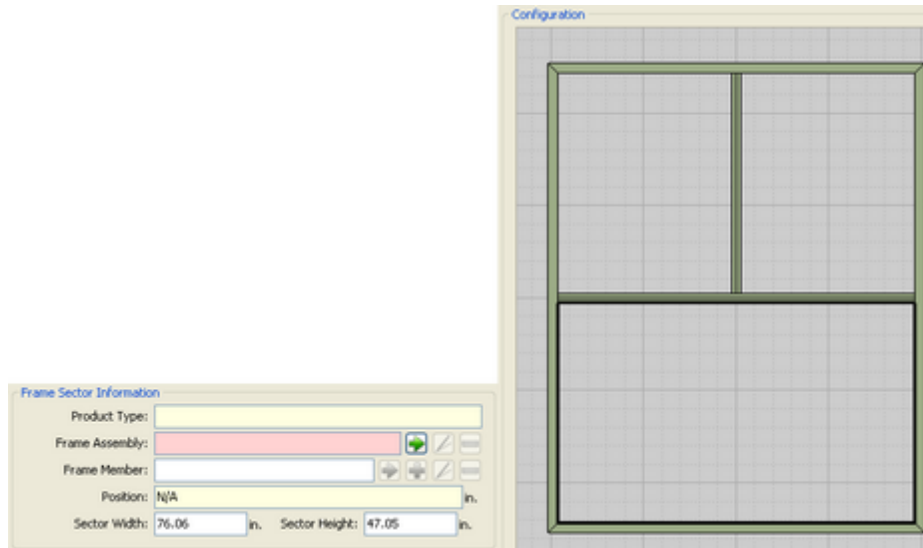 Configuration
Frame Sector Information
Product Type:
Frame Assembly:
Frame Member:
Position: N/A in.
Sector Width: 76.06 in. Sector Height: 47.05 in.